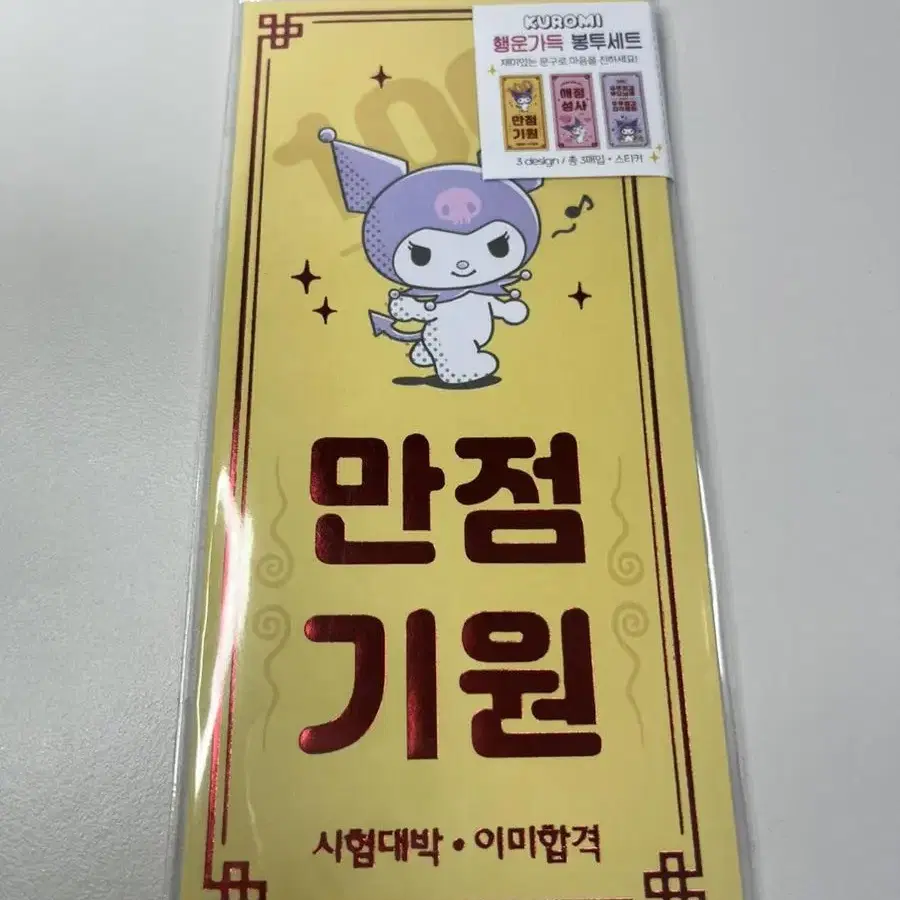 KUROMI
행운가득 봉투세트
재미있는 문구로 마음을 전하세요!
만점
기원
애정
성사
3 design / 총 3매입 + 스티커
100
만점
기원
시험대박 • 이미합격